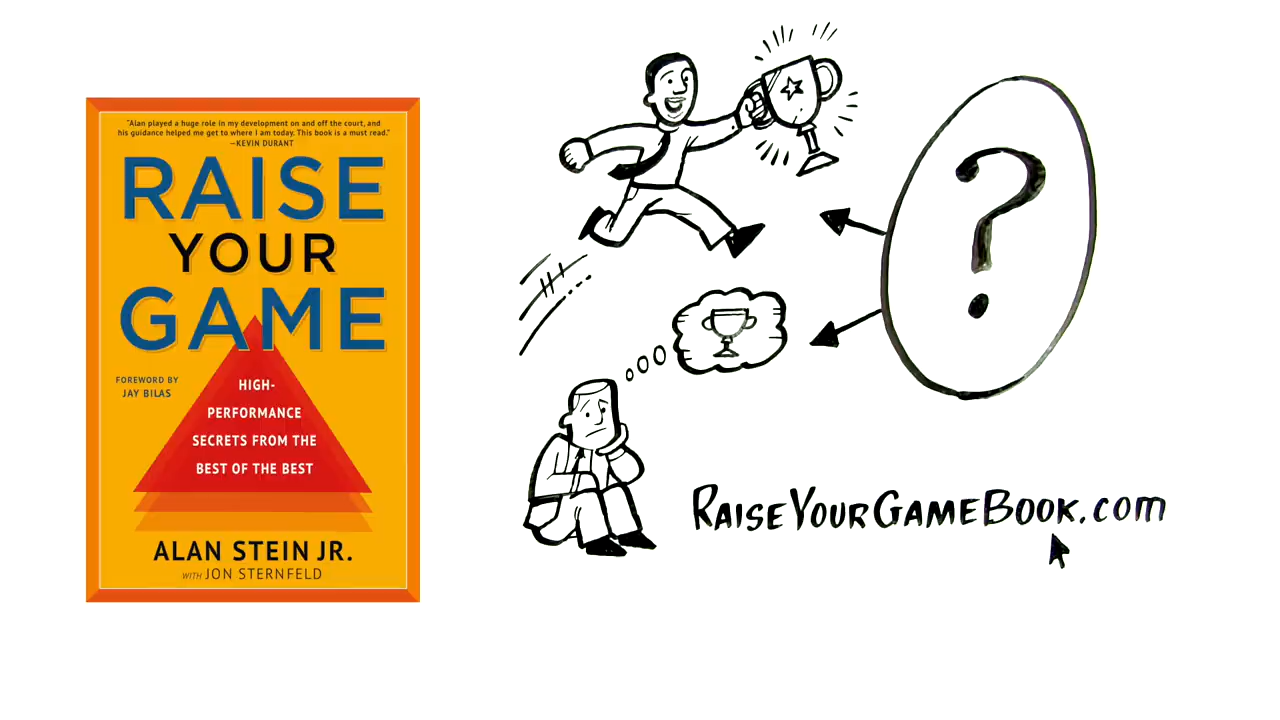 "Alan played a huge role in my development on and off the court, and
his guidance helped me get to where I am today. This book is a must read."
—KEVIN DURANT
RAISE
YOUR
GAME
FOREWORD BY
JAY BILAS
HIGH-
PERFORMANCE
SECRETS FROM THE
BEST OF THE BEST
ALAN STEIN JR.
WITH JON STERNFELD
?
RAISEYOURGAMEBOOK.COM